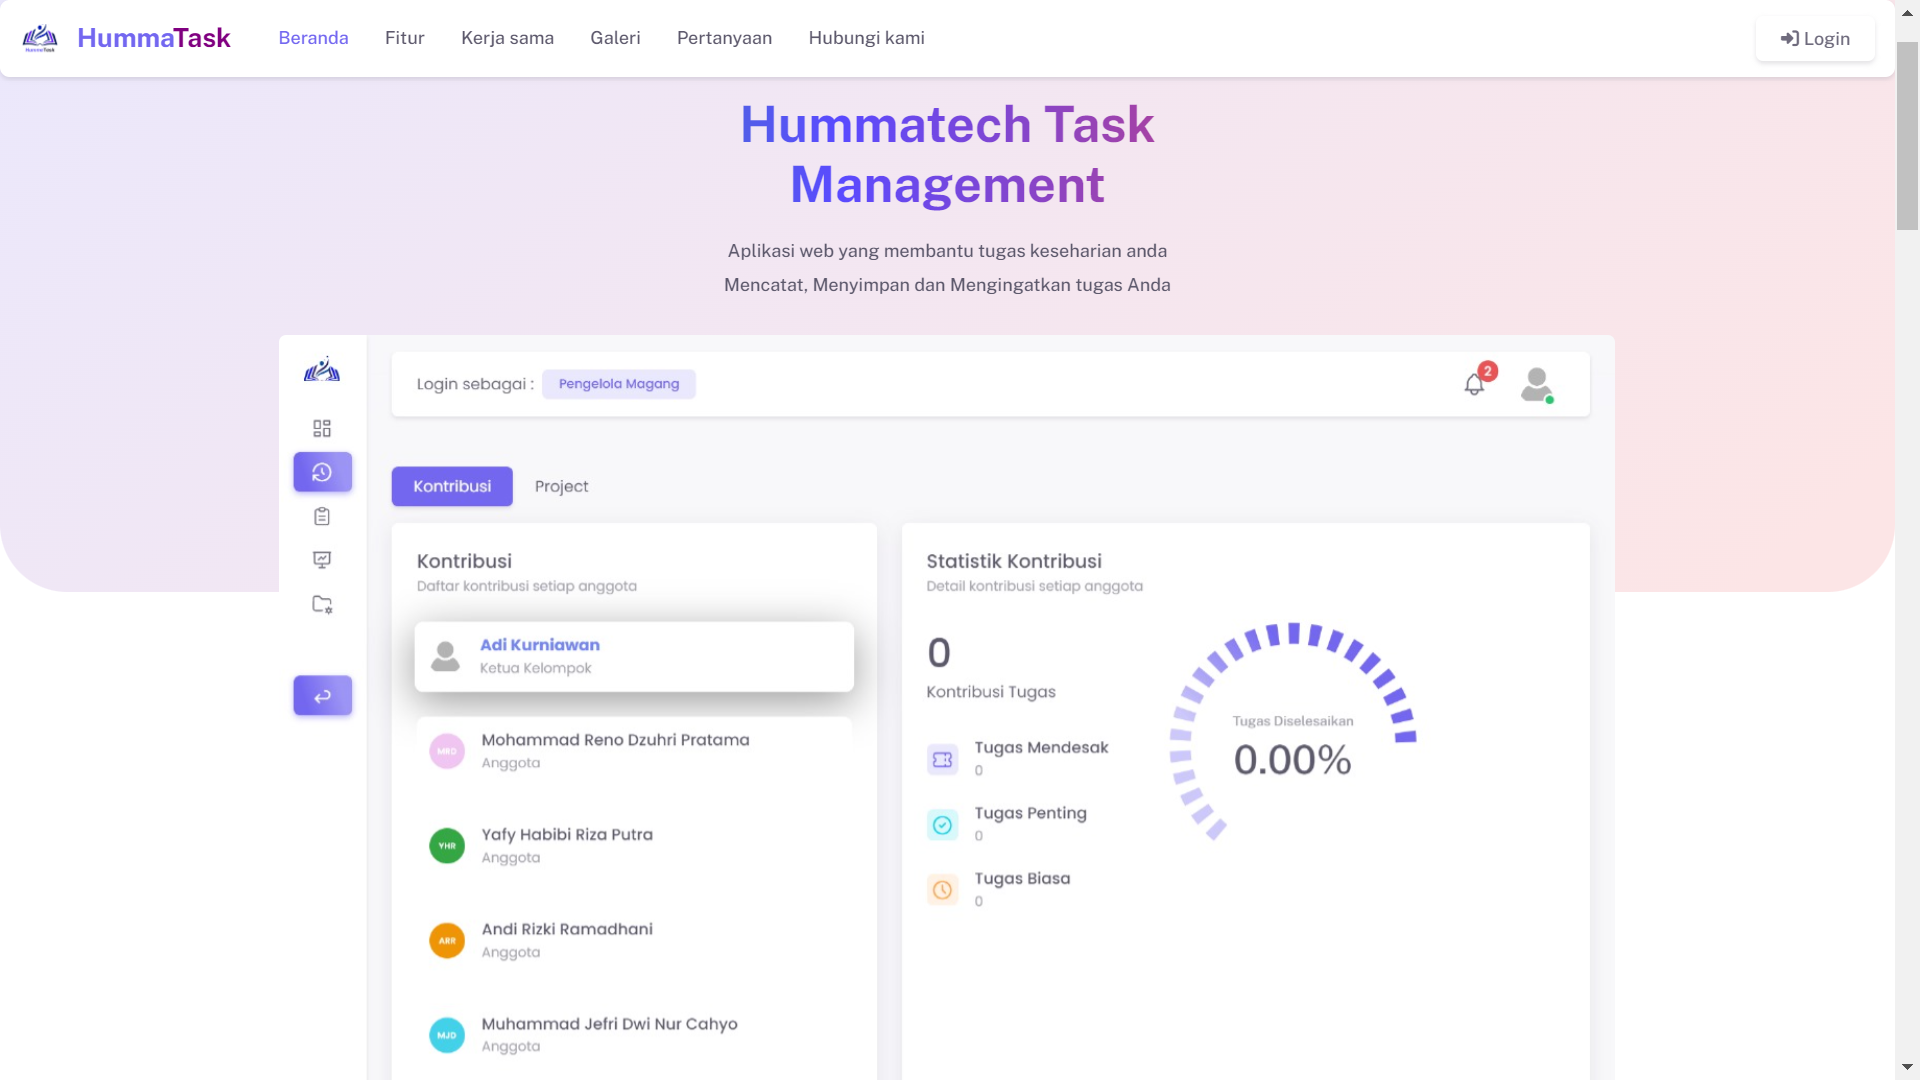 HummaTask
Beranda
Fitur
Kerja sama
Galeri
Pertanyaan
Hubungi kami
Login
Hummatech Task
Management
Aplikasi web yang membantu tugas keseharian anda
Mencatat, Menyimpan dan Mengingatkan tugas Anda
Login sebagai : Pengelola Magang
2
Kontribusi
Project
Kontribusi
Daftar kontribusi setiap anggota
Adi Kurniawan
Ketua Kelompok
MRD
Mohammad Reno Dzuhri Pratama
Anggota
YHR
Yafy Habibi Riza Putra
Anggota
ARR
Andi Rizki Ramadhani
Anggota
MJD
Muhammad Jefri Dwi Nur Cahyo
Anggota
Statistik Kontribusi
Detail kontribusi setiap anggota
0
Kontribusi Tugas
Tugas Mendesak
0
Tugas Penting
0
Tugas Biasa
0
Tugas Diselesaikan
0.00%